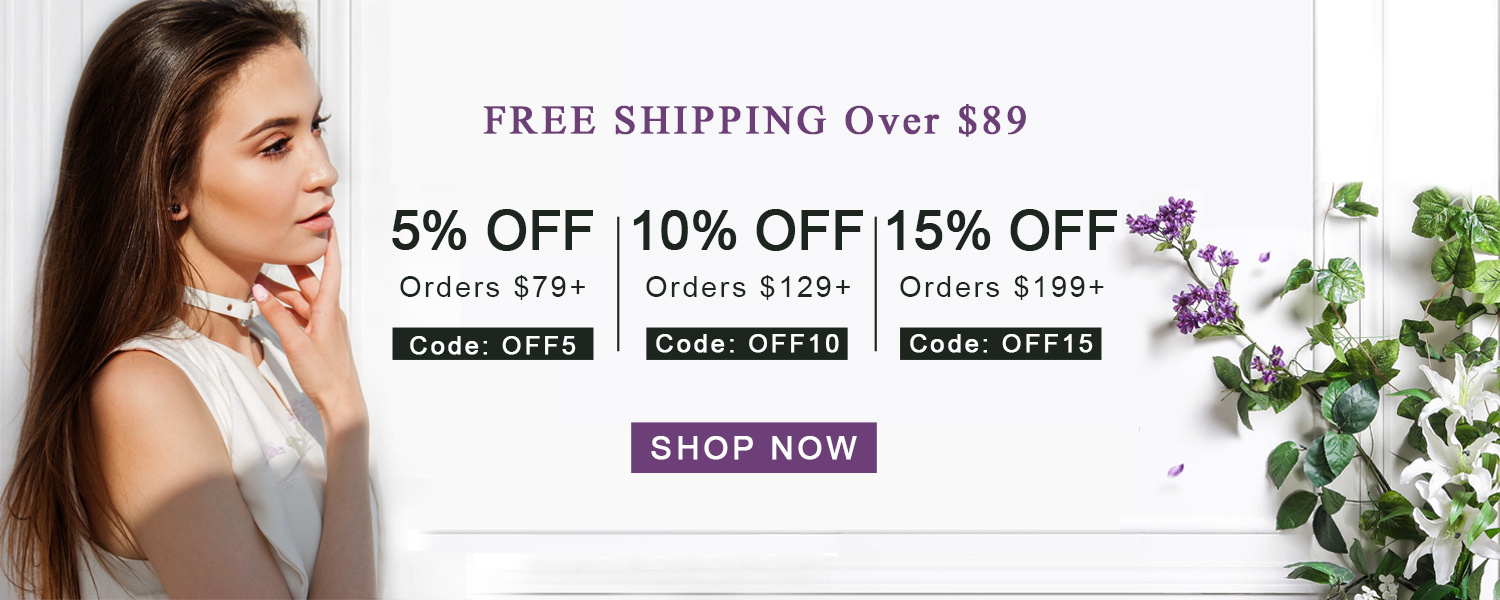 FREE SHIPPING Over $89
5% OFF
Orders $79+
Code: OFF5
10% OFF
Orders $129+
Code: OFF10
15% OFF
Orders $199+
Code: OFF15
SHOP NOW